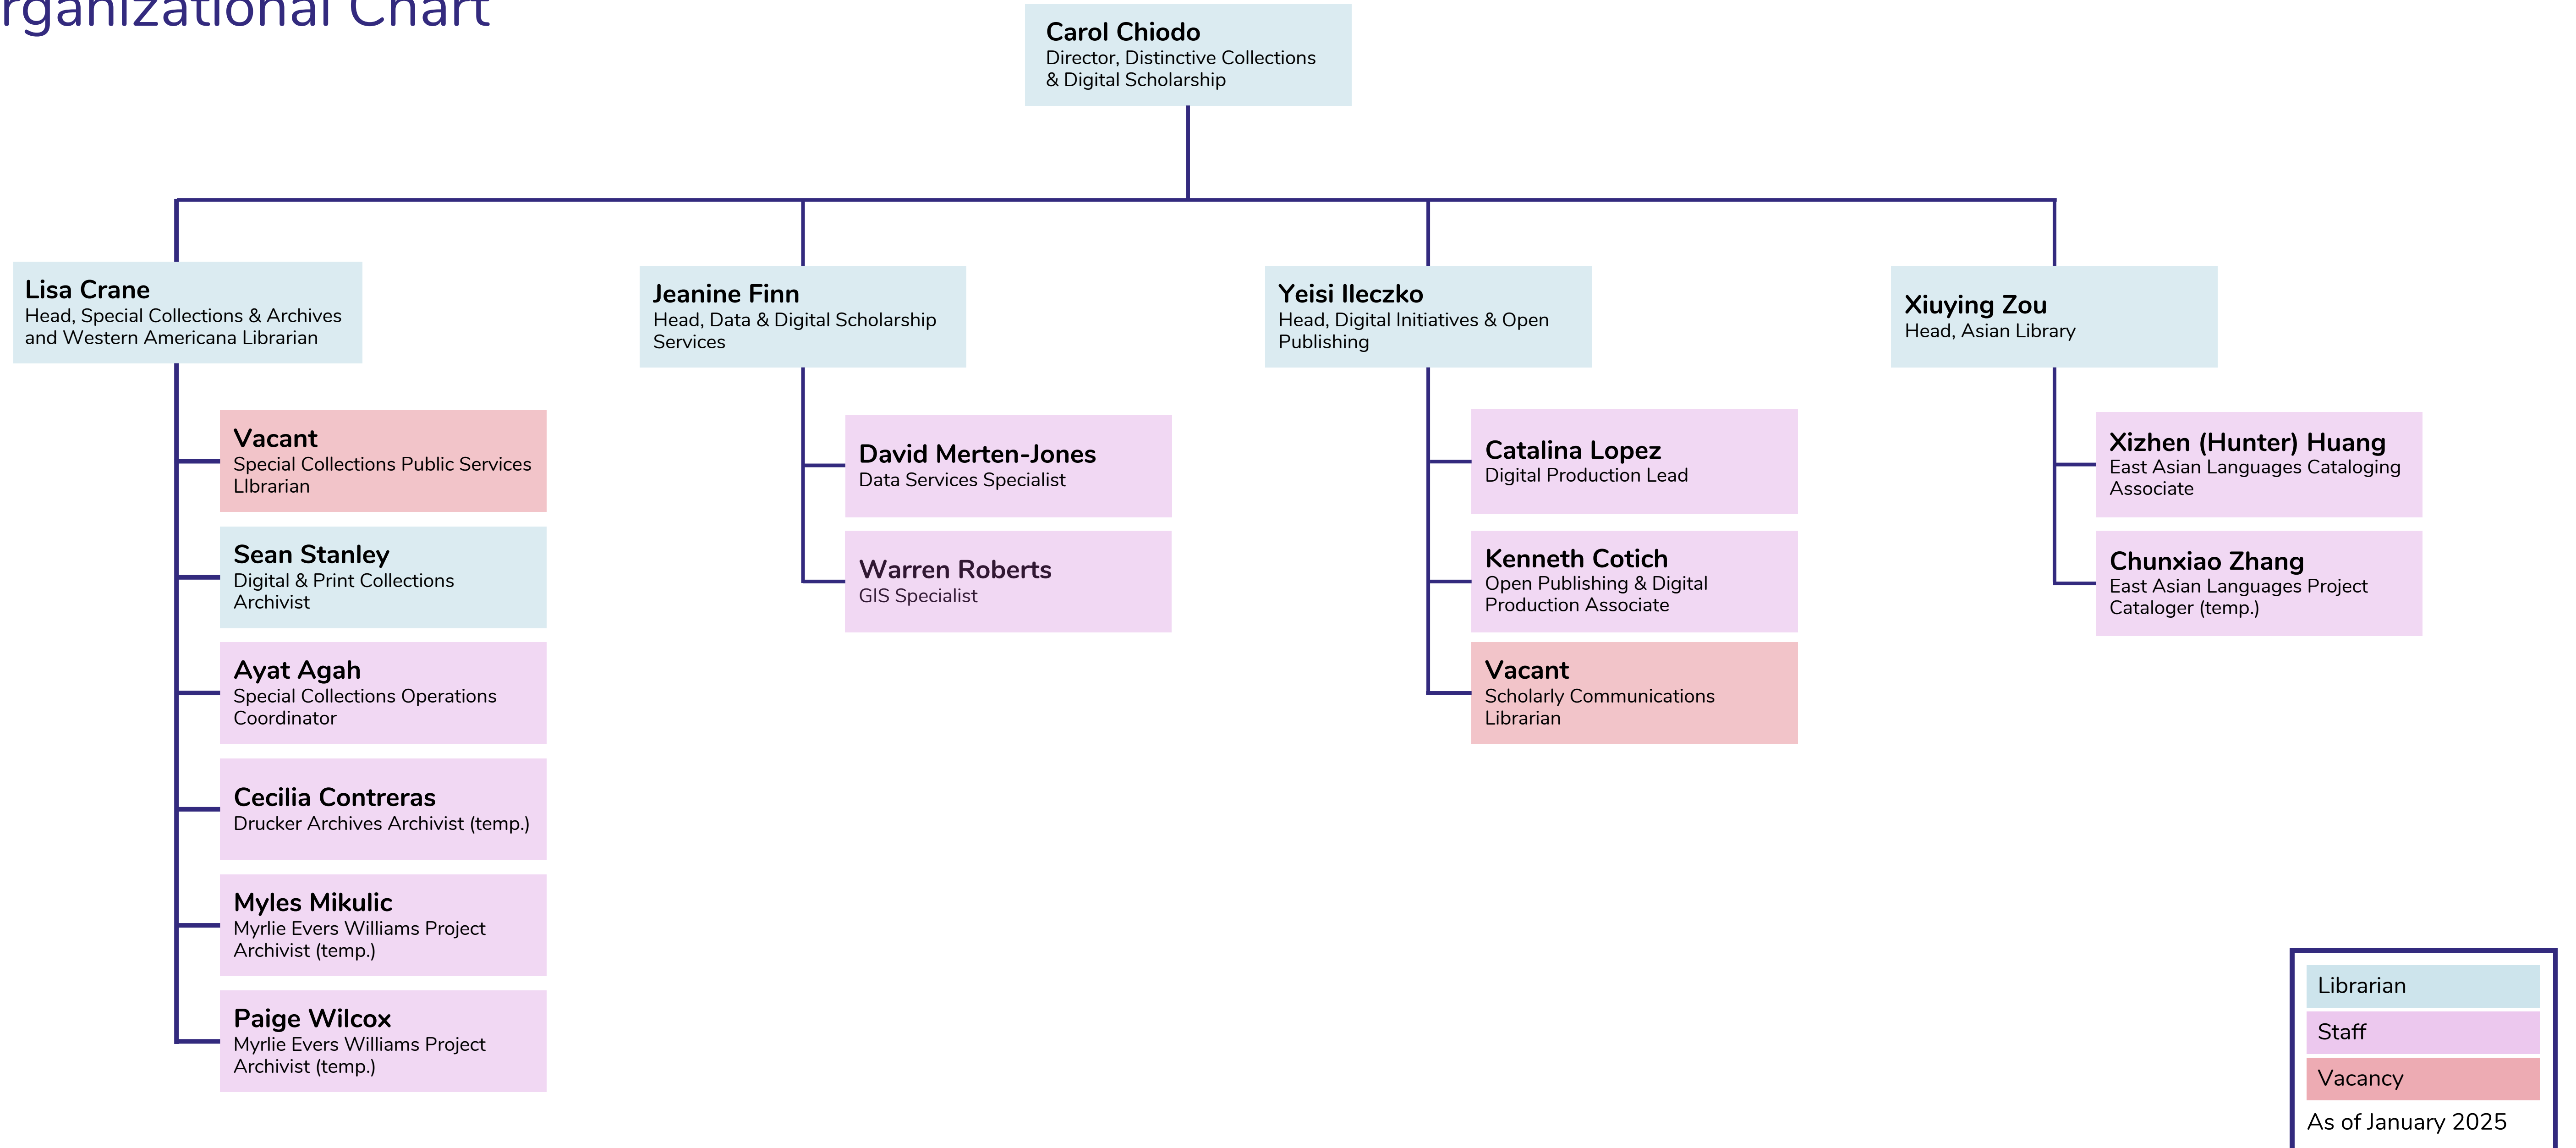 rganizational Chart
Carol Chiodo
Director, Distinctive Collections
& Digital Scholarship
Lisa Crane
Head, Special Collections & Archives
and Western Americana Librarian
Vacant
Special Collections Public Services
LIbrarian
Sean Stanley
Digital & Print Collections
Archivist
Ayat Agah
Special Collections Operations
Coordinator
Cecilia Contreras
Drucker Archives Archivist (temp.)
Myles Mikulic
Myrlie Evers Williams Project
Archivist (temp.)
Paige Wilcox
Myrlie Evers Williams Project
Archivist (temp.)
Jeanine Finn
Head, Data & Digital Scholarship
Services
David Merten-Jones
Data Services Specialist
Warren Roberts
GIS Specialist
Yeisi Ileczko
Head, Digital Initiatives & Open
Publishing
Catalina Lopez
Digital Production Lead
Kenneth Cotich
Open Publishing & Digital
Production Associate
Vacant
Scholarly Communications
Librarian
Xiuying Zou
Head, Asian Library
Xizhen (Hunter) Huang
East Asian Languages Cataloging
Associate
Chunxiao Zhang
East Asian Languages Project
Cataloger (temp.)
Librarian
Staff
Vacancy
As of January 2025